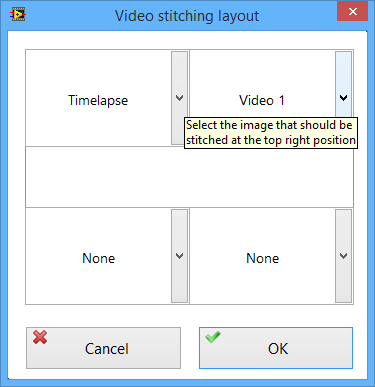 Video stitching layout
Timelapse
Video 1
Select the image that should be
stitched at the top right position
None
None
Cancel
OK